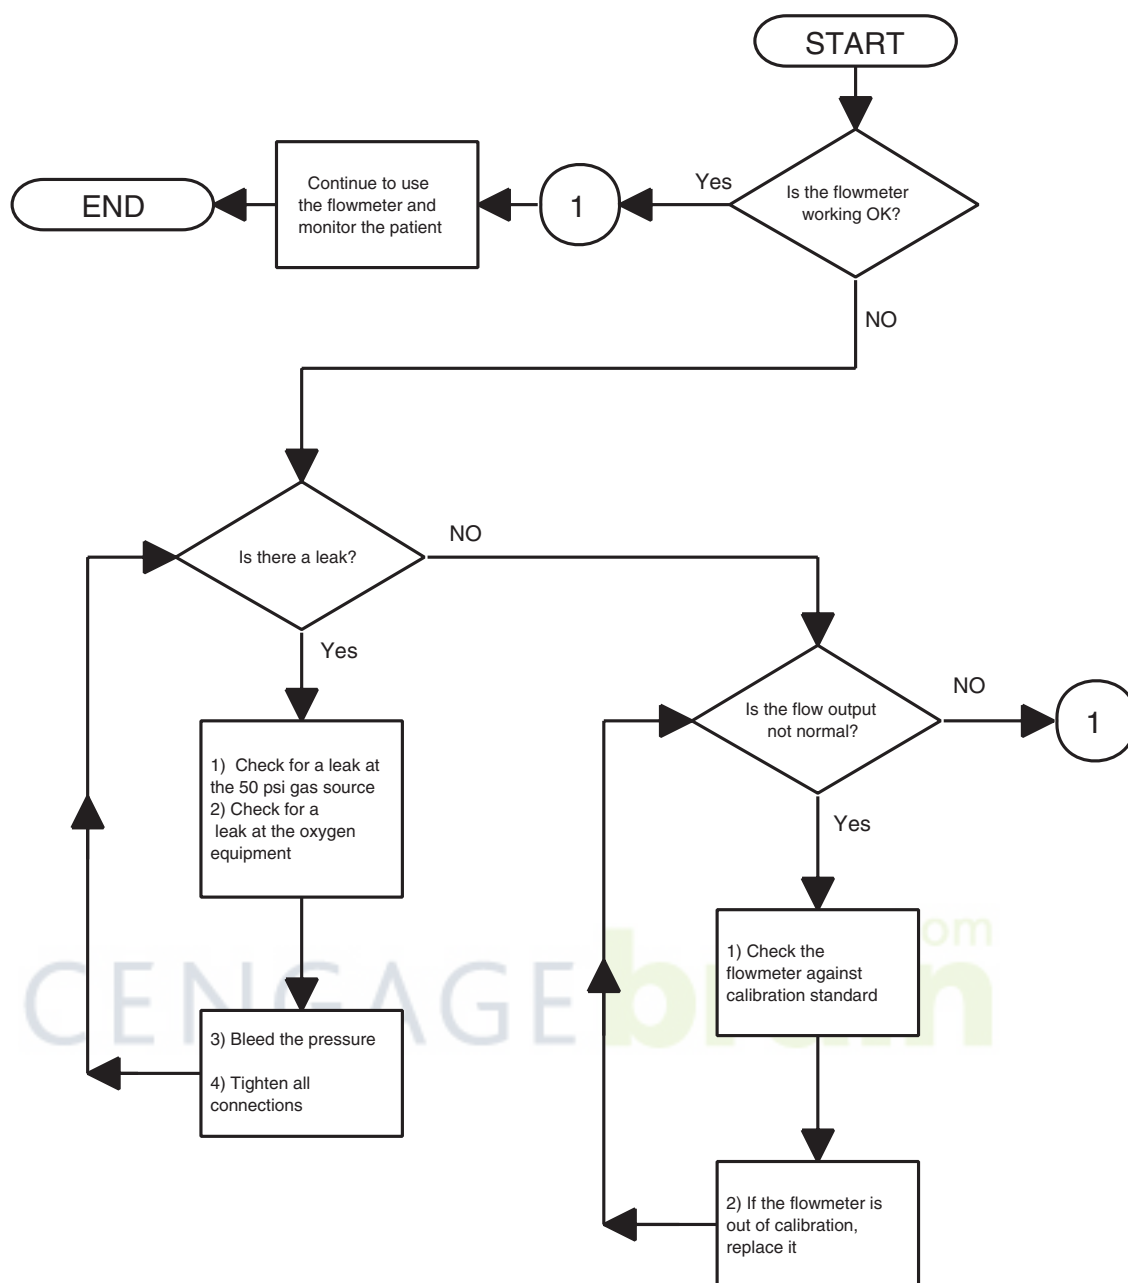 START
Is the flowmeter
working OK?
Yes
1
Continue to use
the flowmeter and
monitor the patient
END
NO
Is there a leak?
NO
Yes
1) Check for a leak at
the 50 psi gas source
2) Check for a
leak at the oxygen
equipment
3) Bleed the pressure
4) Tighten all
connections
Is the flow output
not normal?
NO
1
Yes
1) Check the
flowmeter against
calibration standard
2) If the flowmeter is
out of calibration,
replace it
CENGAGE brain
.com